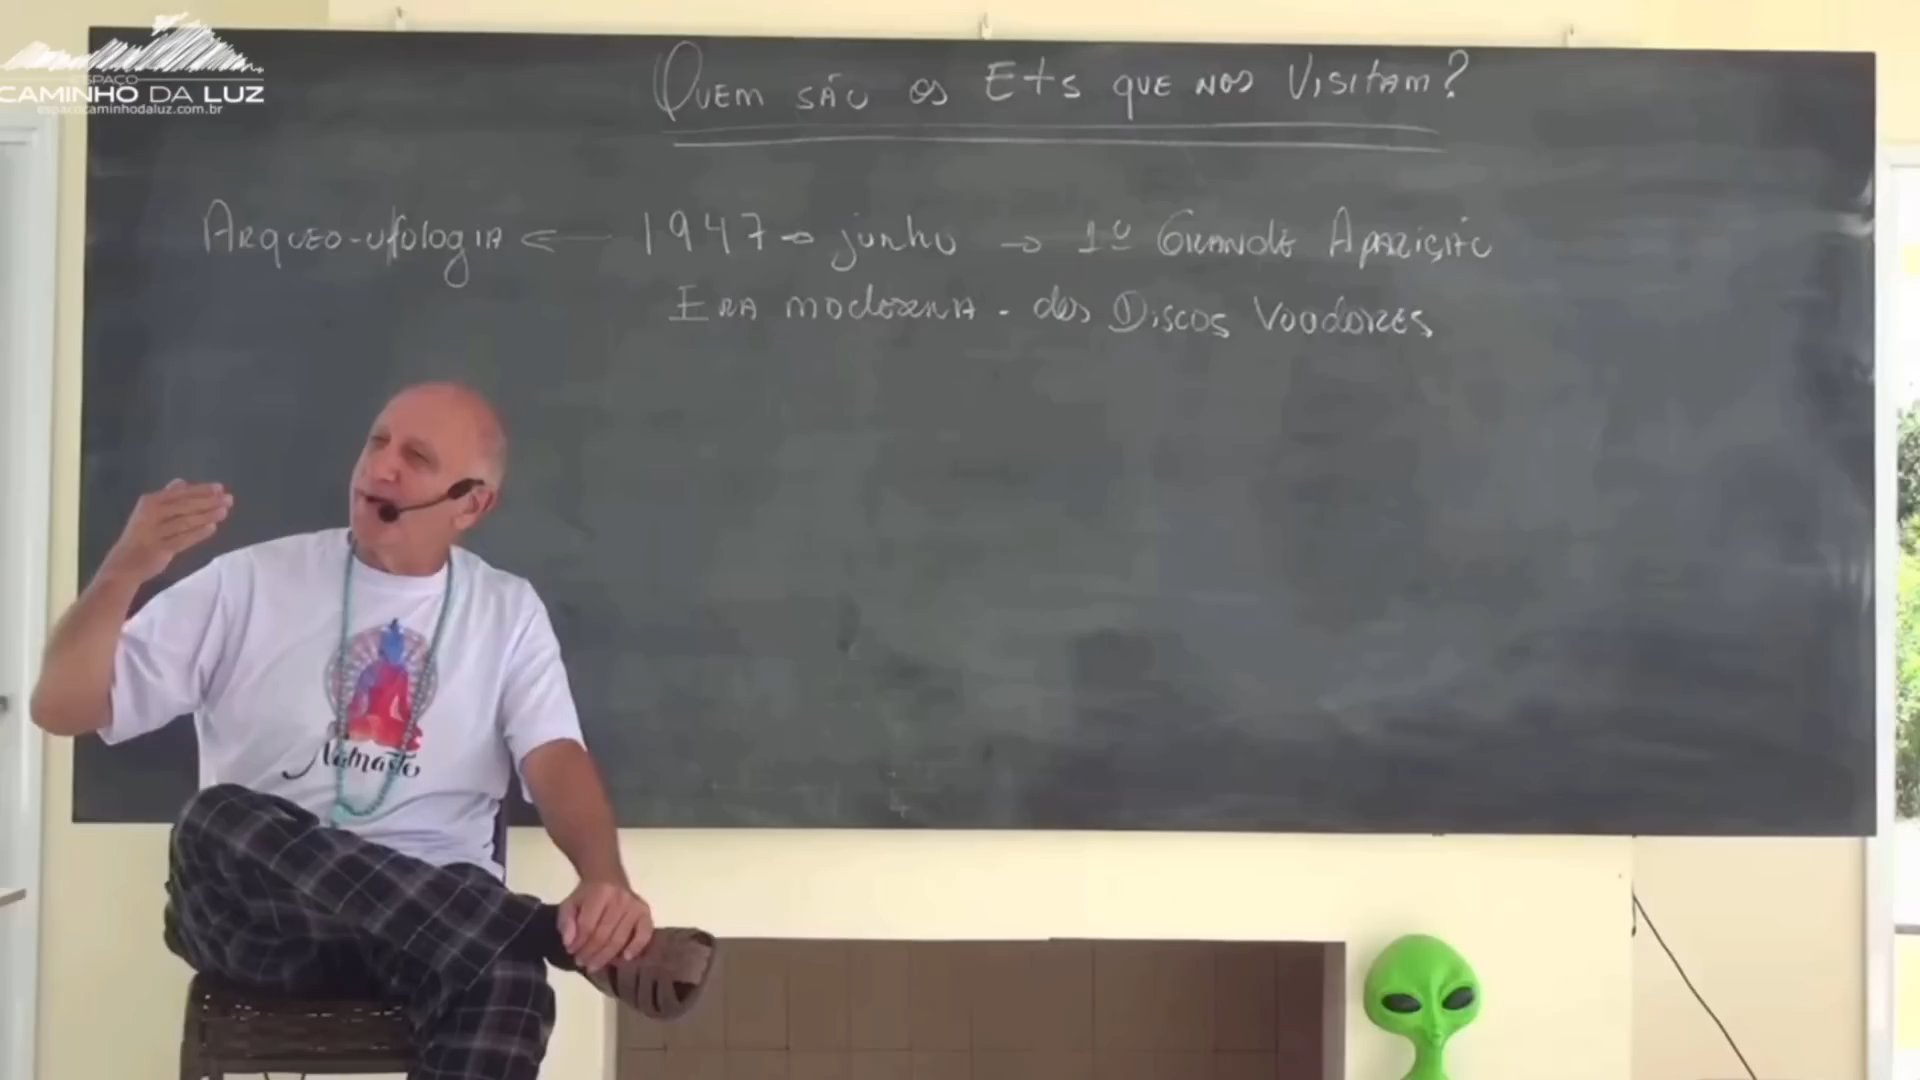 ESPAÇO
CAMINHO DA LUZ
espacocaminhodaluz.com.br
Quem são os Ets que nos Visitam?
Arqueo-ufologia ← 1947 → junho → 1º Grande Aparição
Era moderna - dos Discos Voadores
Namaste